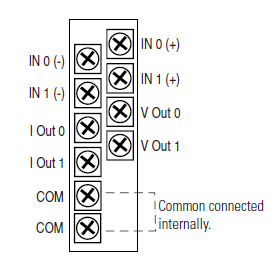 IN 0 (+)
IN 0 (-)
IN 1 (+)
IN 1 (-)
V Out 0
I Out 0
V Out 1
I Out 1
COM
COM
Common connected
internally.